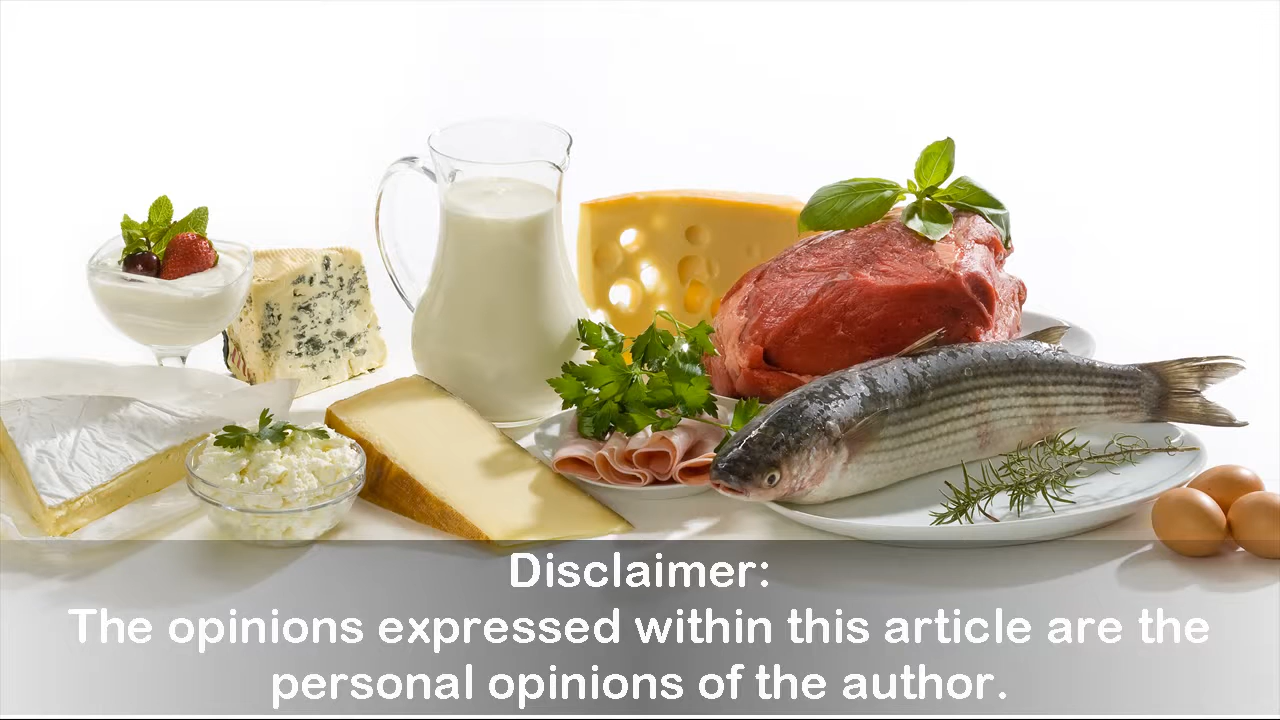 Disclaimer:
The opinions expressed within this article are the
personal opinions of the author.